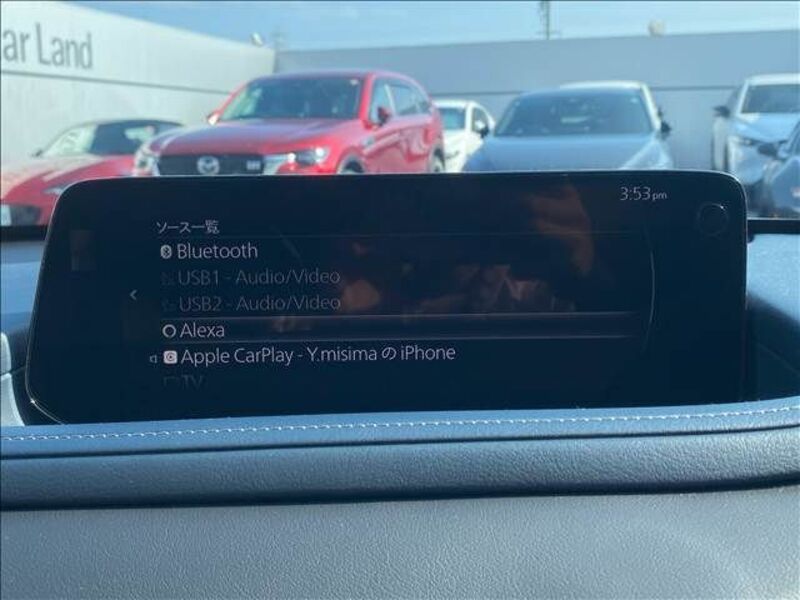 ar Land
3:53pm
ソース一覧
Bluetooth
USB1 - Audio/Video
USB2 - Audio/Video
Alexa
Apple CarPlay - Y.misima の iPhone
TV